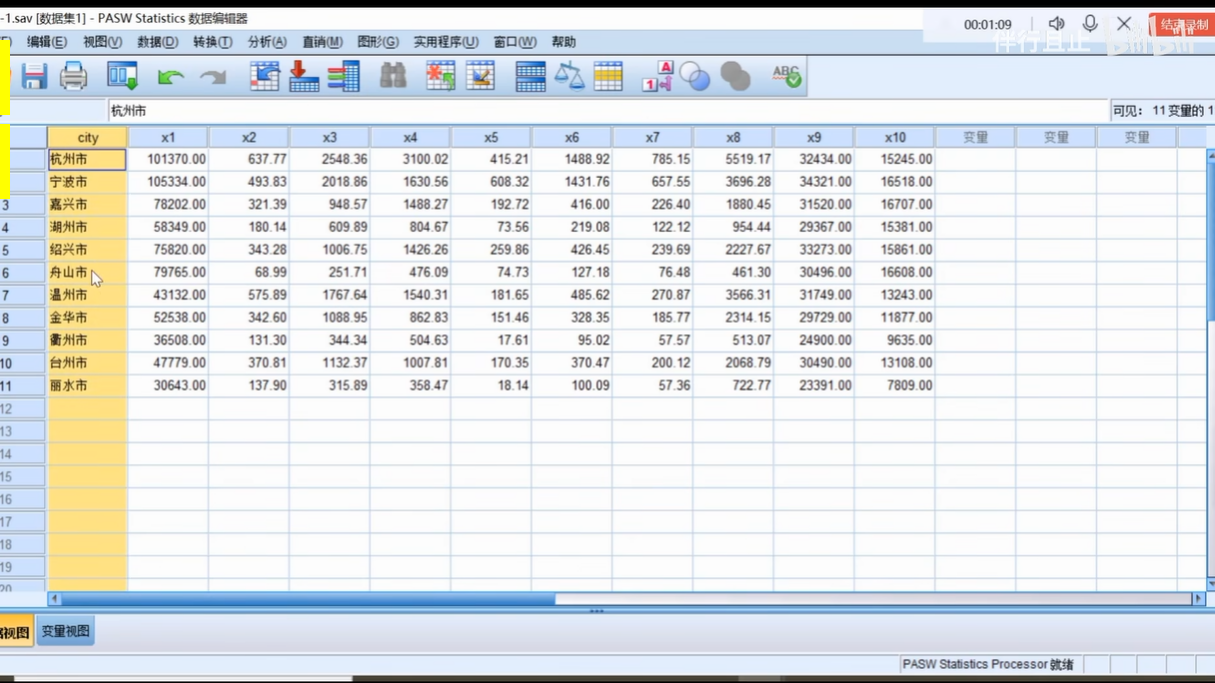 -1.sav [数据集1] - PASW Statistics 数据编辑器
00:01:09 结束录制
伴行且止 bilibili
编辑(E) 视图(V) 数据(D) 转换(T) 分析(A) 直销(M) 图形(G) 实用程序(U) 窗口(W) 帮助
杭州市 可见: 11 变量的 1
city x1 x2 x3 x4 x5 x6 x7 x8 x9 x10 变量 变量 变量
杭州市 101370.00 637.77 2548.36 3100.02 415.21 1488.92 785.15 5519.17 32434.00 15245.00
宁波市 105334.00 493.83 2018.86 1630.56 608.32 1431.76 657.55 3696.28 34321.00 16518.00
3 嘉兴市 78202.00 321.39 948.57 1488.27 192.72 416.00 226.40 1880.45 31520.00 16707.00
4 湖州市 58349.00 180.14 609.89 804.67 73.56 219.08 122.12 954.44 29367.00 15381.00
5 绍兴市 75820.00 343.28 1006.75 1426.26 259.86 426.45 239.69 2227.67 33273.00 15861.00
6 舟山市 79765.00 68.99 251.71 476.09 74.73 127.18 76.48 461.30 30496.00 16608.00
7 温州市 43132.00 575.89 1767.64 1540.31 181.65 485.62 270.87 3566.31 31749.00 13243.00
8 金华市 52538.00 342.60 1088.95 862.83 151.46 328.35 185.77 2314.15 29729.00 11877.00
9 衢州市 36508.00 131.30 344.34 504.63 17.61 95.02 57.57 513.07 24900.00 9635.00
10 台州市 47779.00 370.81 1132.37 1007.81 170.35 370.47 200.12 2068.79 30490.00 13108.00
11 丽水市 30643.00 137.90 315.89 358.47 18.14 100.09 57.36 722.77 23391.00 7809.00
12
13
14
15
16
17
18
19
20
据视图 变量视图
PASW Statistics Processor 就绪